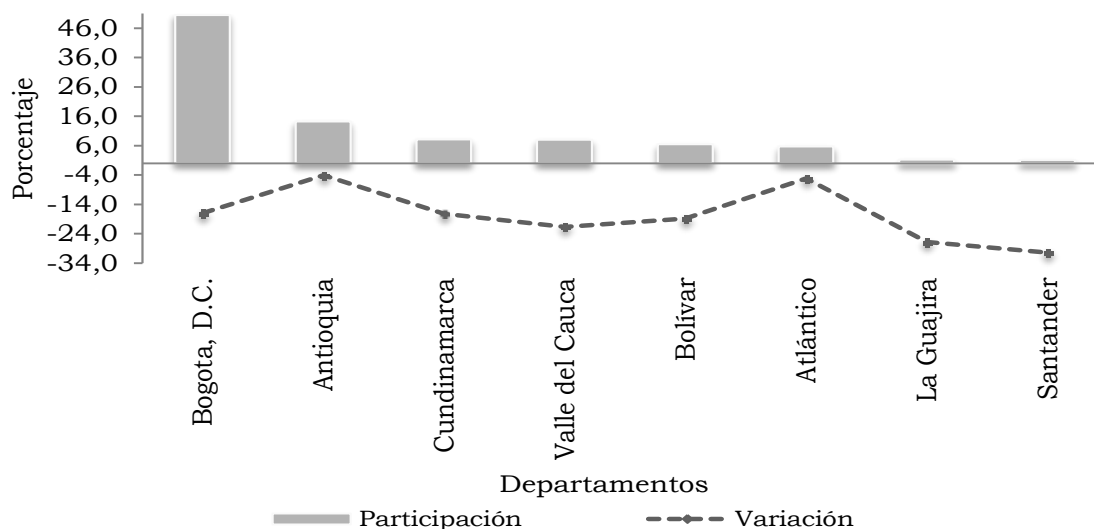 Porcentaje
46,0
36,0
26,0
16,0
6,0
-4,0
-14,0
-24,0
-34,0
Bogota, D.C.
Antioquia
Cundinamarca
Valle del Cauca
Bolívar
Atlántico
La Guajira
Santander
Departamentos
Participación
Variación